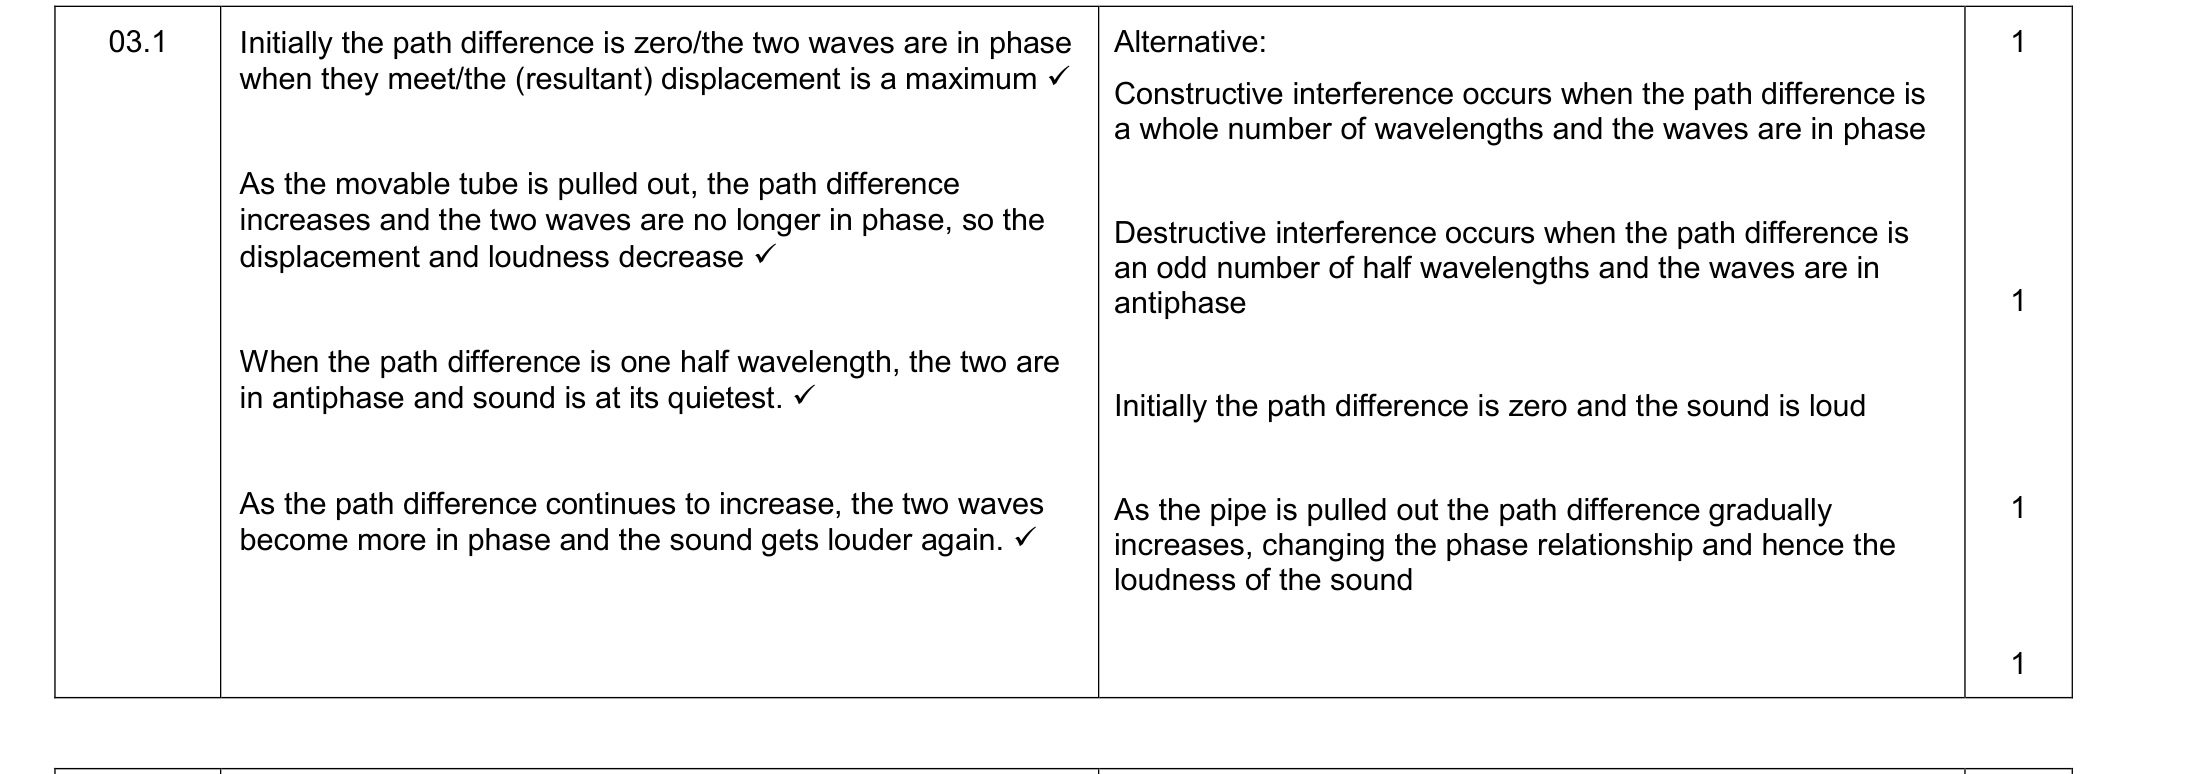 03.1
Initially the path difference is zero/the two waves are in phase
when they meet/the (resultant) displacement is a maximum ✓
As the movable tube is pulled out, the path difference
increases and the two waves are no longer in phase, so the
displacement and loudness decrease ✓
When the path difference is one half wavelength, the two are
in antiphase and sound is at its quietest. ✓
As the path difference continues to increase, the two waves
become more in phase and the sound gets louder again. ✓
Alternative:
Constructive interference occurs when the path difference is
a whole number of wavelengths and the waves are in phase
Destructive interference occurs when the path difference is
an odd number of half wavelengths and the waves are in
antiphase
Initially the path difference is zero and the sound is loud
As the pipe is pulled out the path difference gradually
increases, changing the phase relationship and hence the
loudness of the sound
1
1
1
1